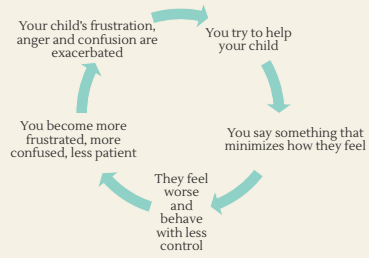 Your child's frustration,
anger and confusion are
exacerbated
You try to help
your child
You say something that
minimizes how they feel
They feel
worse
and
behave
with less
control
You become more
frustrated, more
confused, less patient